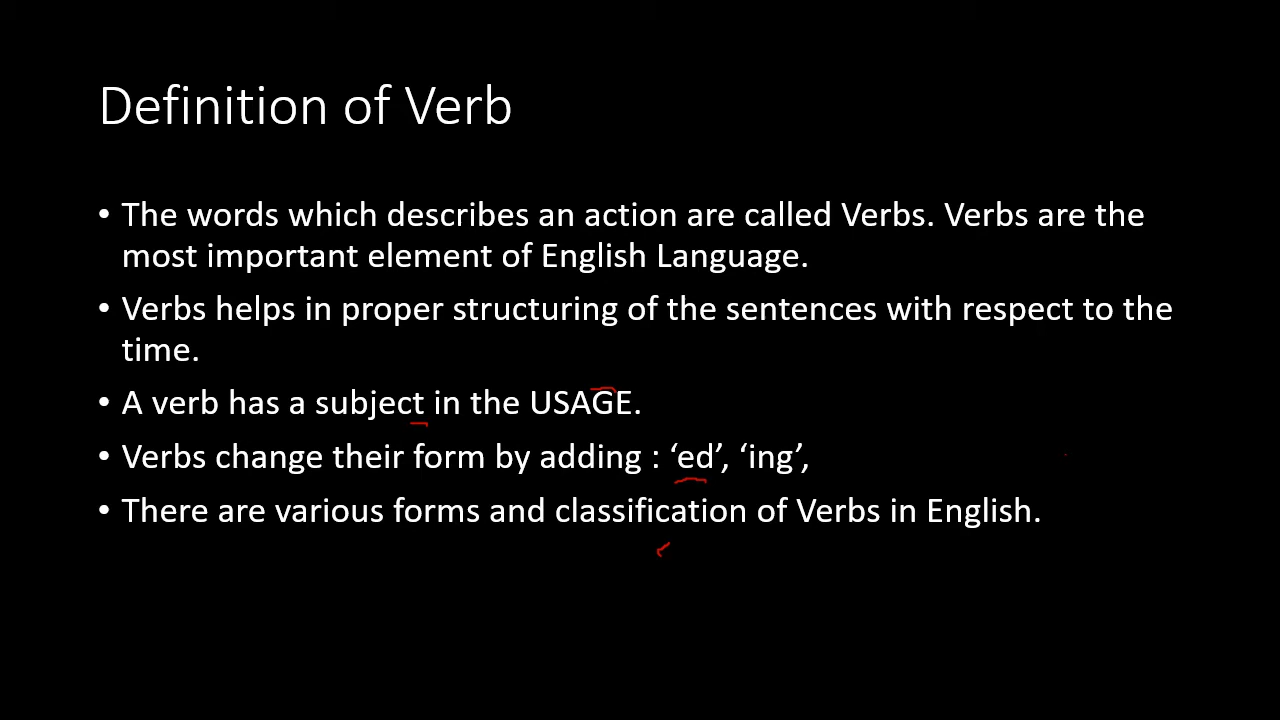 Definition of Verb
• The words which describes an action are called Verbs. Verbs are the
most important element of English Language.
• Verbs helps in proper structuring of the sentences with respect to the
time.
• A verb has a subject in the USAGE.
• Verbs change their form by adding : ‘ed’, ‘ing’,
• There are various forms and classification of Verbs in English.